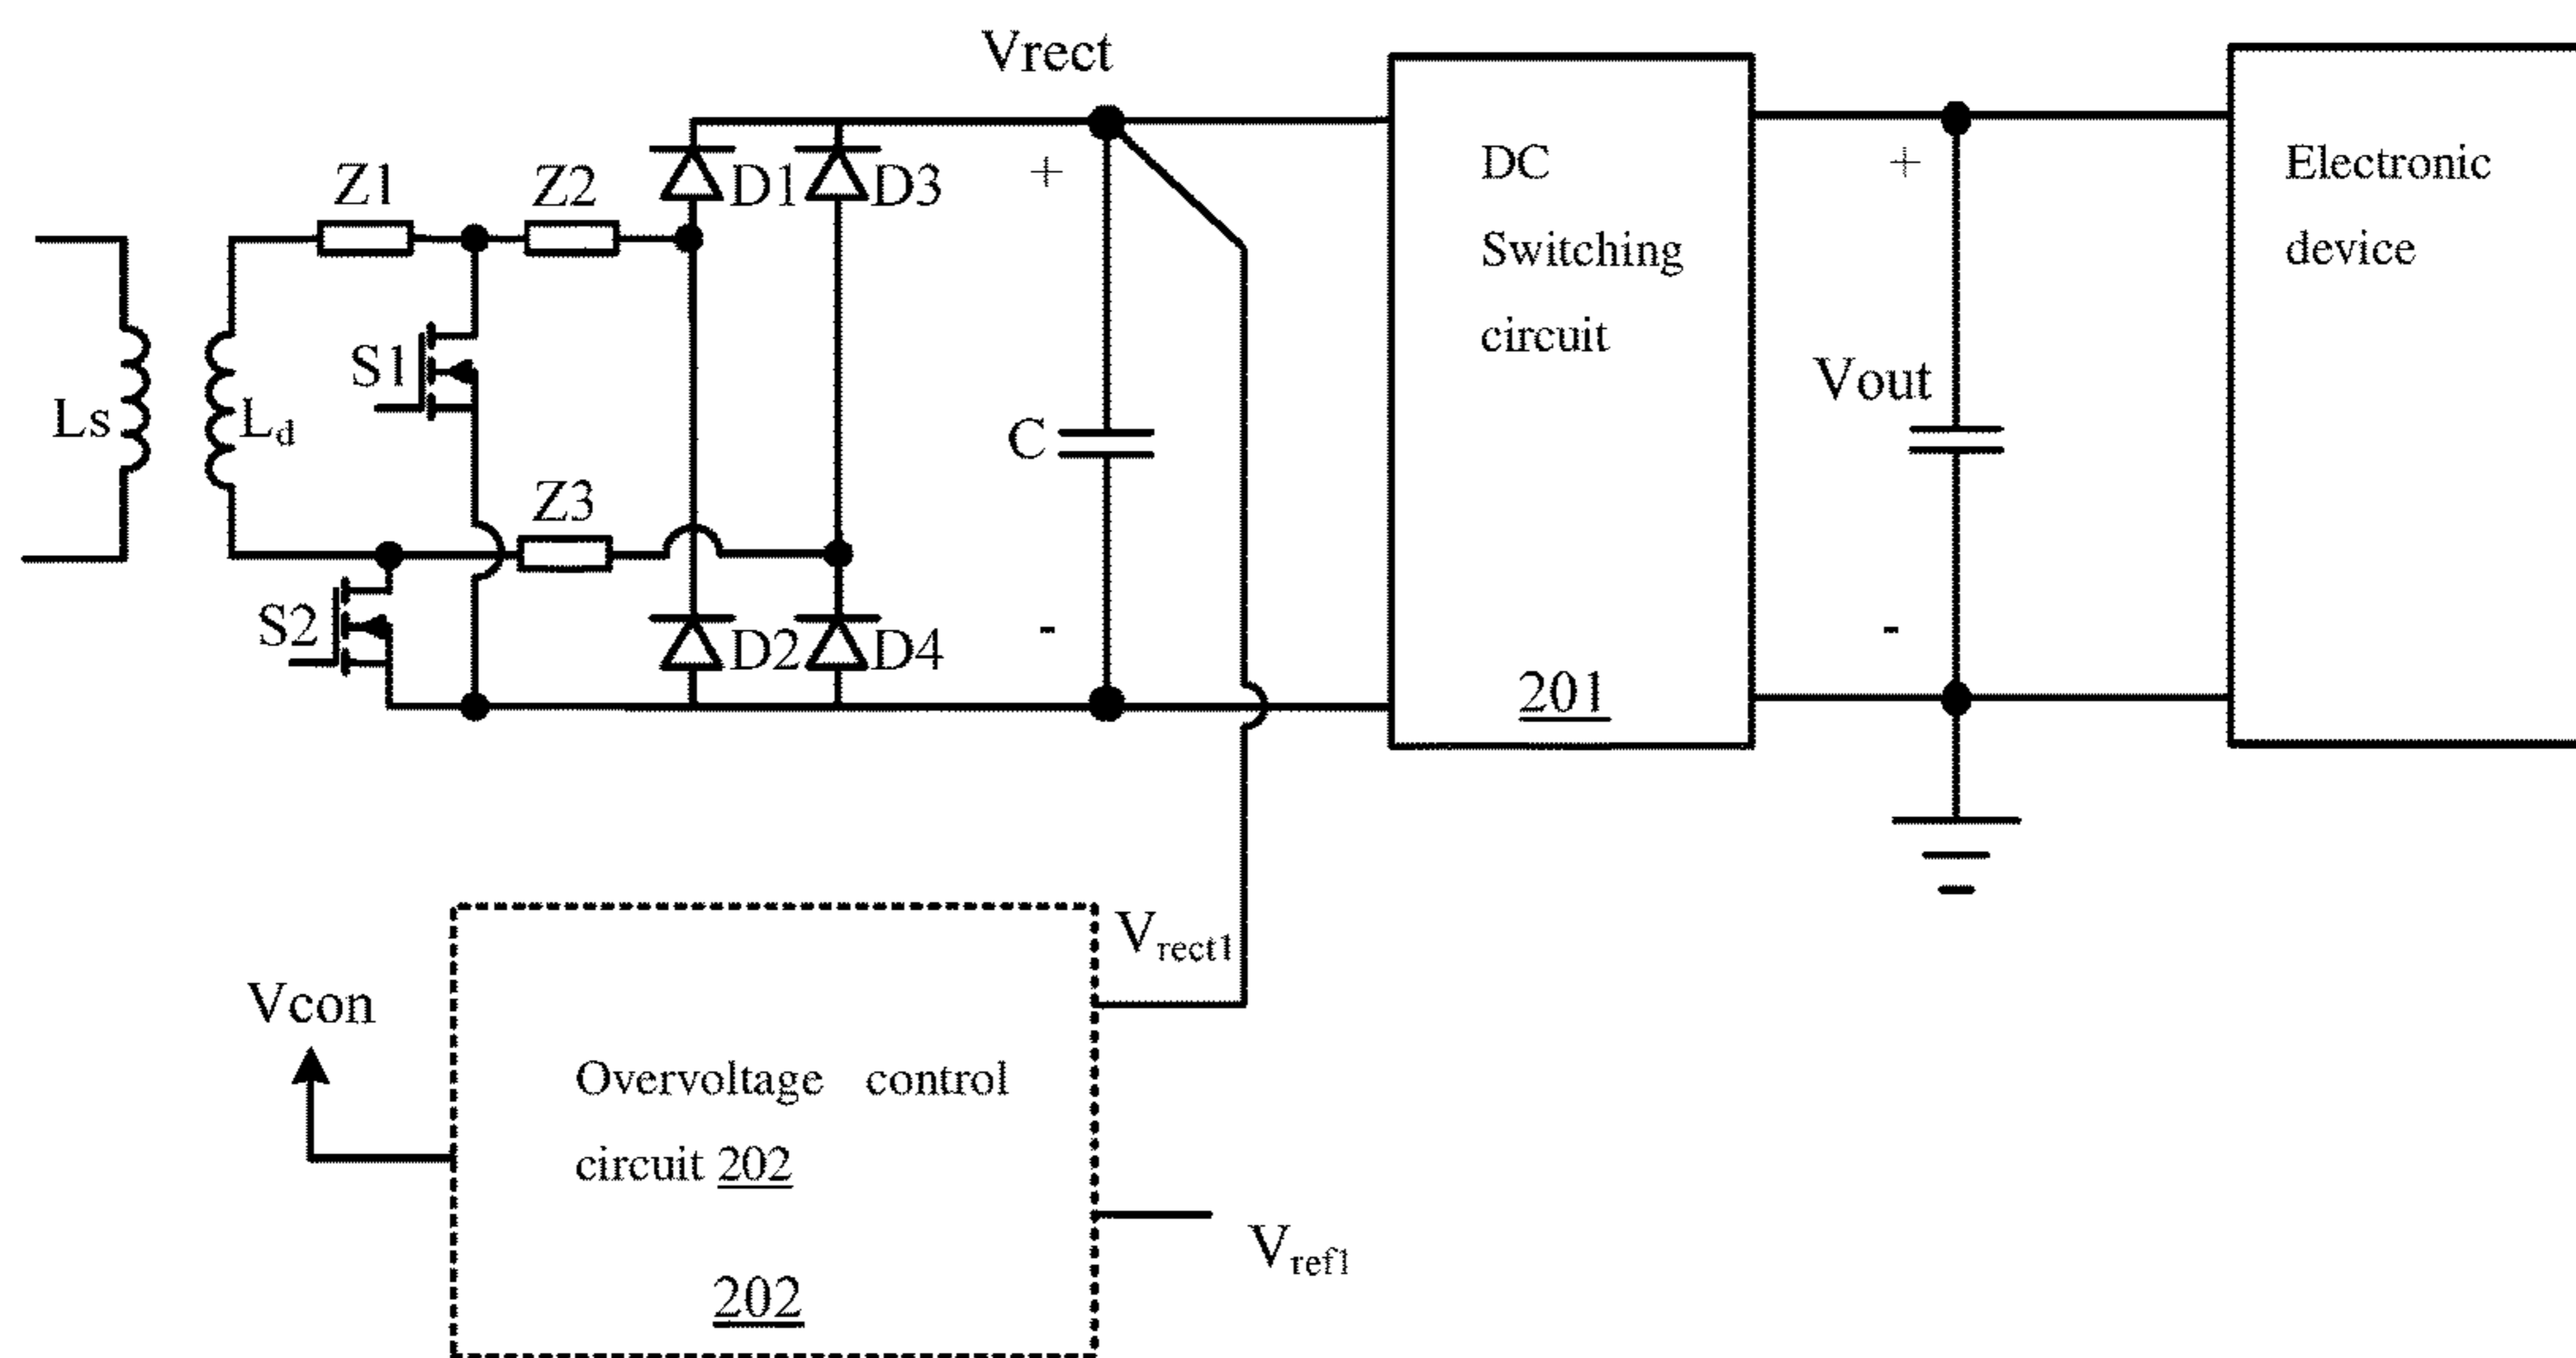 Vrect
Z1
Z2
D1
D3
+
DC
Switching
circuit
+
Electronic
device
S1
Ls
Ld
C
Vout
Z3
S2
D2
D4
-
-
201
Vrect1
Vcon
Overvoltage control
circuit 202
Vref1
202